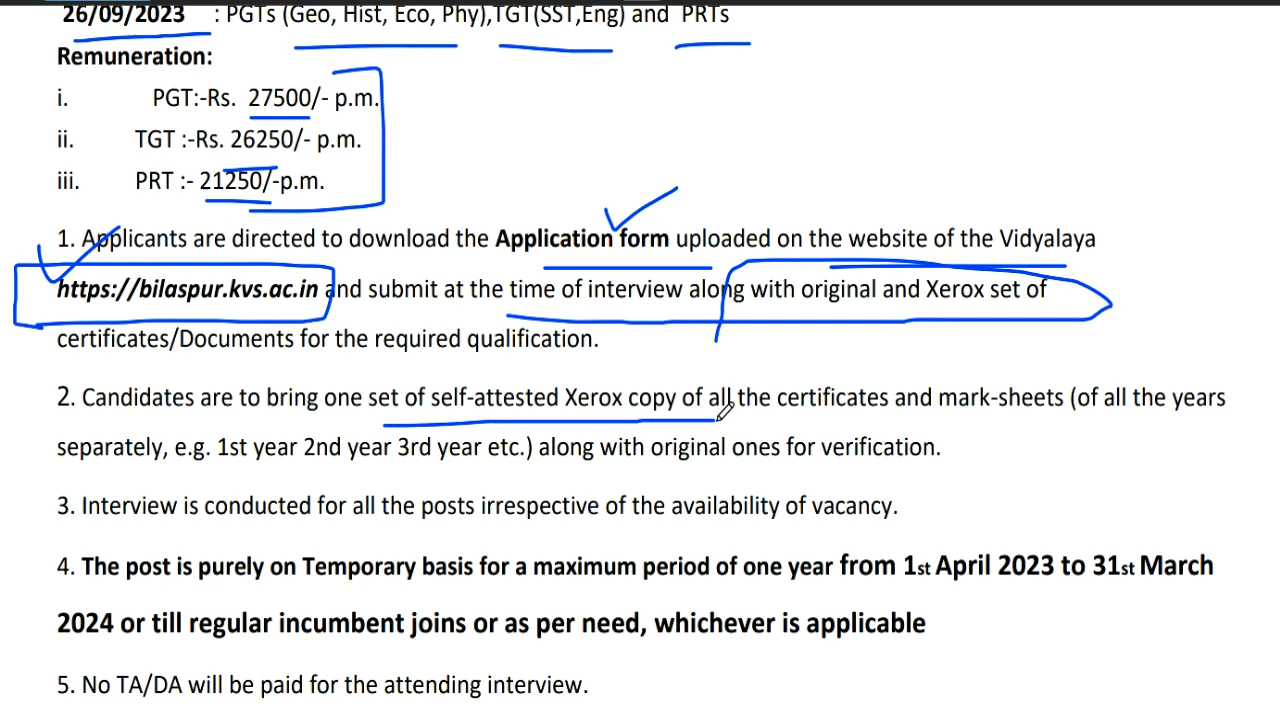 26/09/2023 : PGTs (Geo, Hist, Eco, Phy),TGT(SST,Eng) and PRTs
Remuneration:
i. PGT:-Rs. 27500/- p.m.
ii. TGT :-Rs. 26250/- p.m.
iii. PRT :- 21250/-p.m.
1. Applicants are directed to download the Application form uploaded on the website of the Vidyalaya
https://bilaspur.kvs.ac.in and submit at the time of interview along with original and Xerox set of
certificates/Documents for the required qualification.
2. Candidates are to bring one set of self-attested Xerox copy of all the certificates and mark-sheets (of all the years
separately, e.g. 1st year 2nd year 3rd year etc.) along with original ones for verification.
3. Interview is conducted for all the posts irrespective of the availability of vacancy.
4. The post is purely on Temporary basis for a maximum period of one year from 1st April 2023 to 31st March
2024 or till regular incumbent joins or as per need, whichever is applicable
5. No TA/DA will be paid for the attending interview.